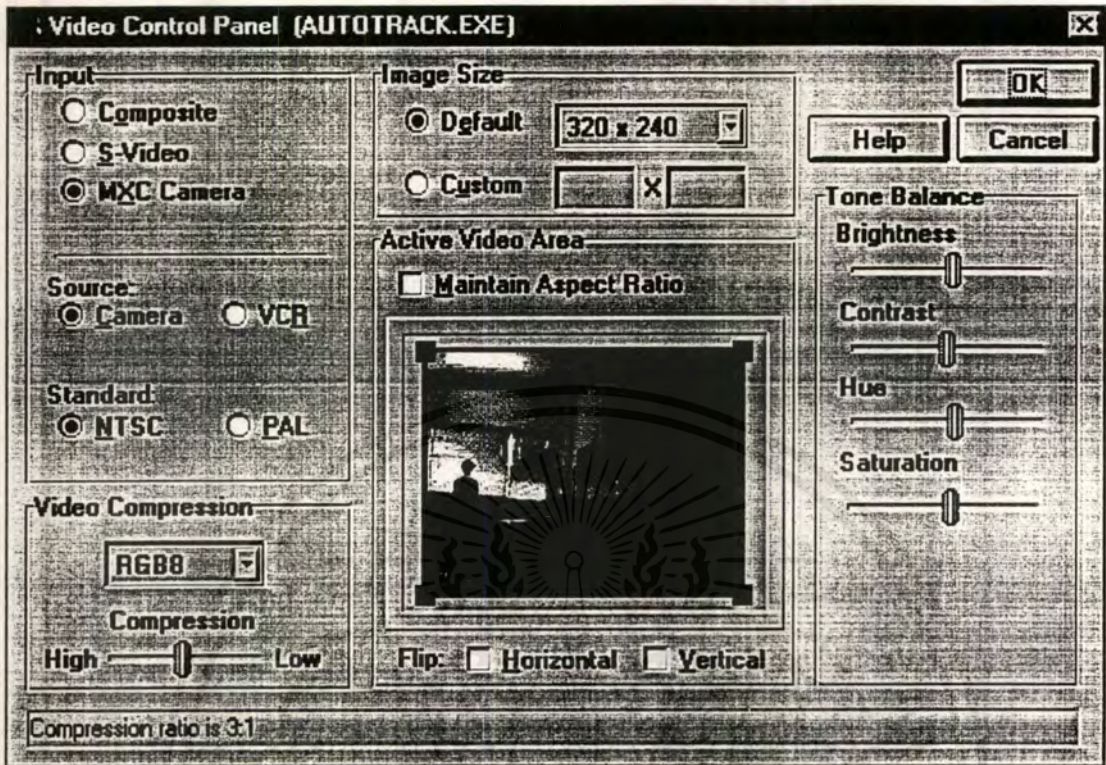 Video Control Panel (AUTOTRACK.EXE)
Input
Composite
S-Video
MXC Camera
Source:
Camera VCR
Standard:
NTSC PAL
Video Compression
RGB8
Compression
High Low
Image Size
Default 320 x 240
Custom X
Active Video Area
Maintain Aspect Ratio
Flip: Horizontal Vertical
OK
Help Cancel
Tone Balance
Brightness
Contrast
Hue
Saturation
Compression ratio is 3:1